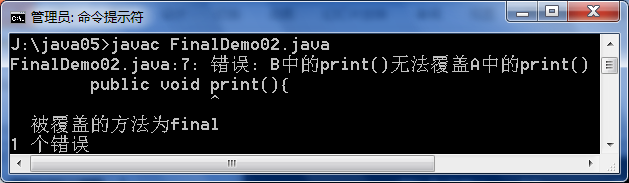 管理员: 命令提示符
J:\java05>javac FinalDemo02.java
FinalDemo02.java:7: 错误: B中的print()无法覆盖A中的print()
        public void print(){
                    ^
  被覆盖的方法为final
1 个错误